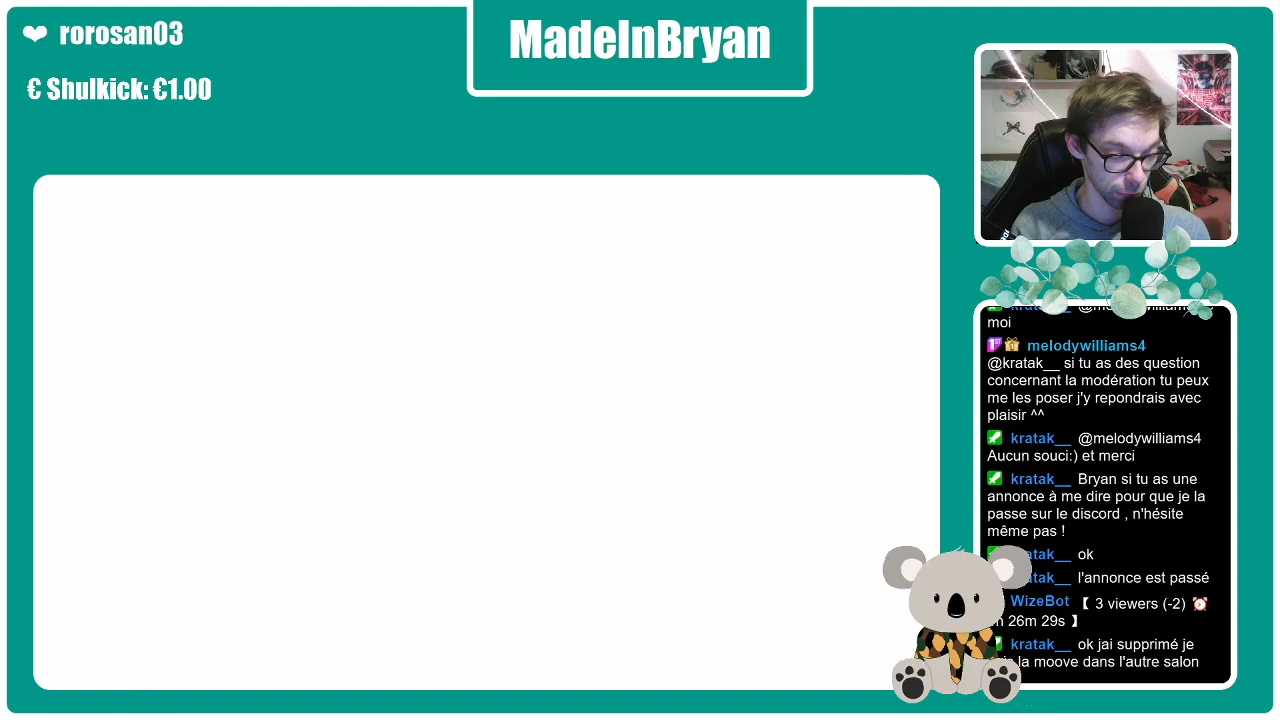 ❤ rorosan03
€ Shulkick: €1.00
MadeInBryan
moi
melodywilliams4
@kratak__ si tu as des question
concernant la modération tu peux
me les poser j'y repondrais avec
plaisir ^^
kratak__ @melodywilliams4
Aucun souci:) et merci
kratak__ Bryan si tu as une
annonce à me dire pour que je la
passe sur le discord , n'hésite
même pas !
ok
l'annonce est passé
WizeBot 【 3 viewers (-2) ⏰
26m 29s 】
kratak__ ok jai supprimé je
la moove dans l'autre salon